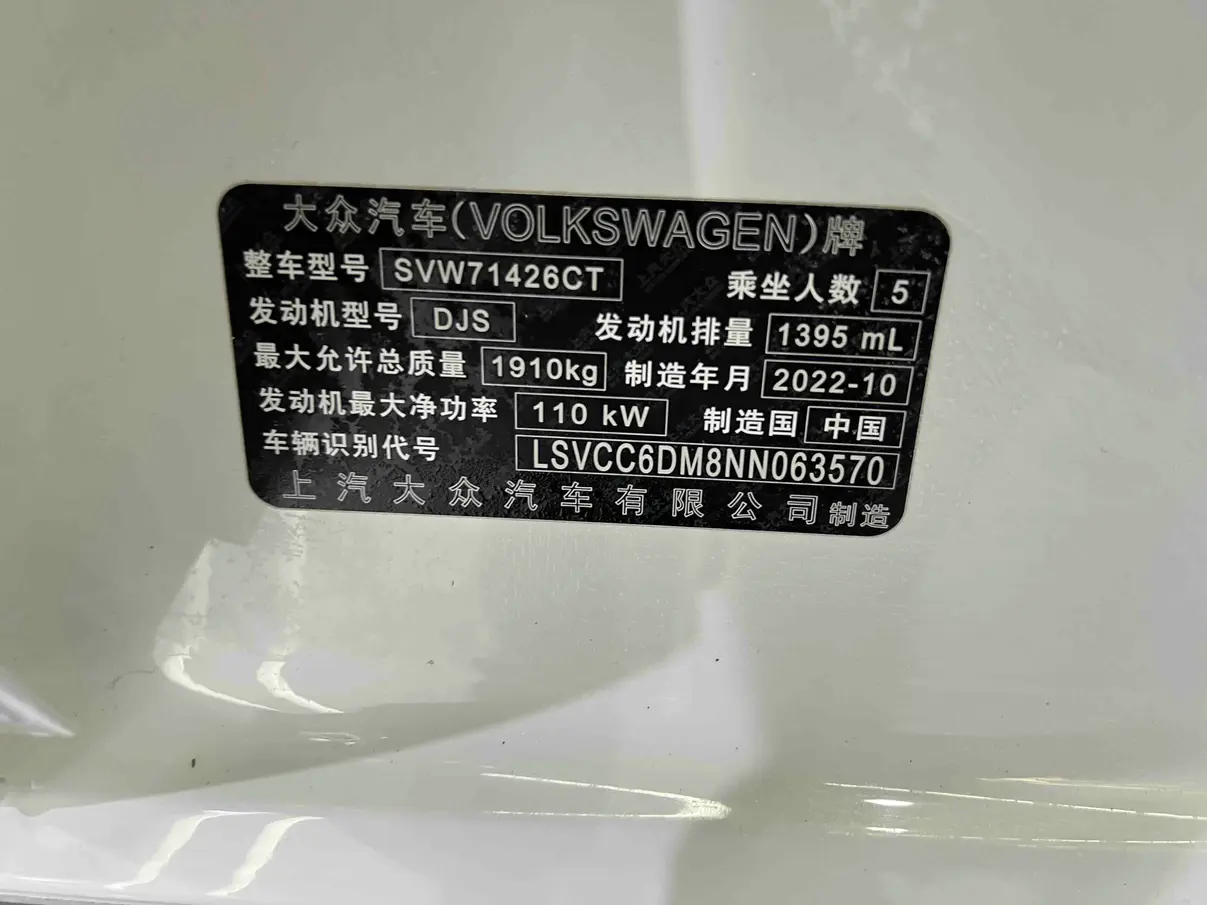 大众汽车(VOLKSWAGEN)牌
整车型号 SVW71426CT 乘坐人数 5
发动机型号 DJS 发动机排量 1395 mL
最大允许总质量 1910kg 制造年月 2022-10
发动机最大净功率 110 kW 制造国 中国
车辆识别代号 LSVCC6DM8NN063570
上汽大众汽车有限公司制造